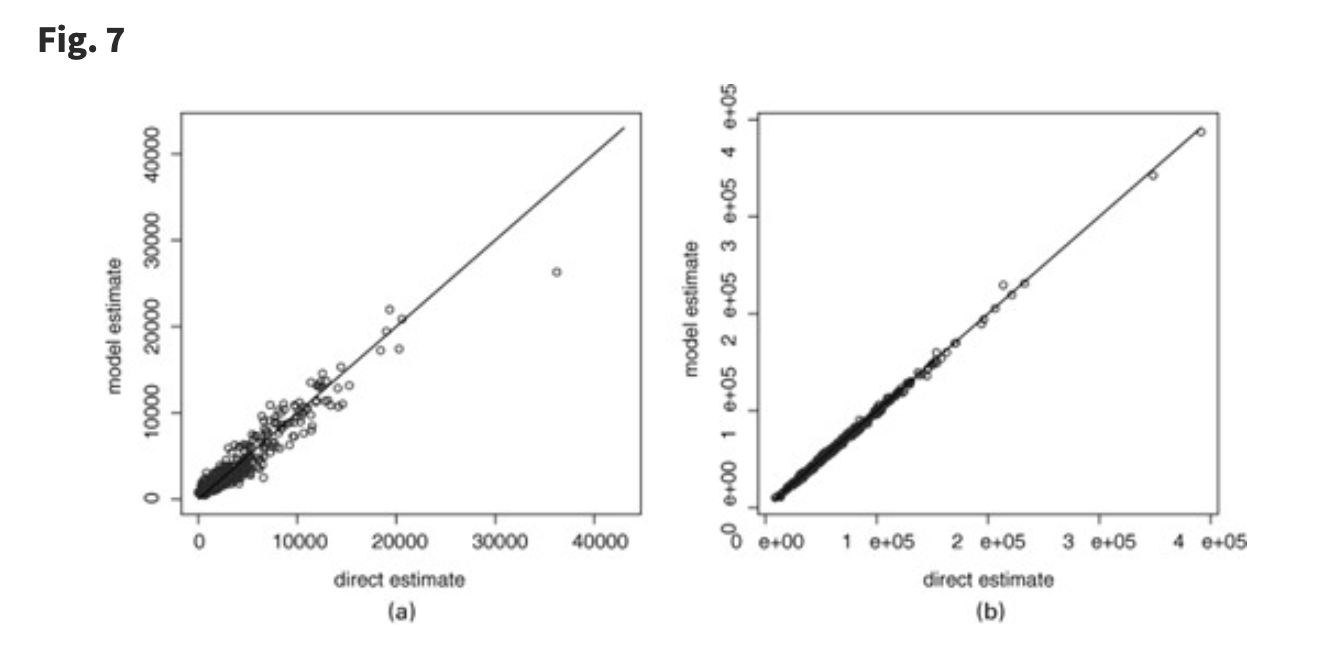 Fig. 7
40000
30000
20000
10000
0
model estimate
0 10000 20000 30000 40000
direct estimate
(a)
4 e+05
3 e+05
2 e+05
1 e+05
0 e+00
model estimate
0 e+00 1 e+05 2 e+05 3 e+05 4 e+05
direct estimate
(b)